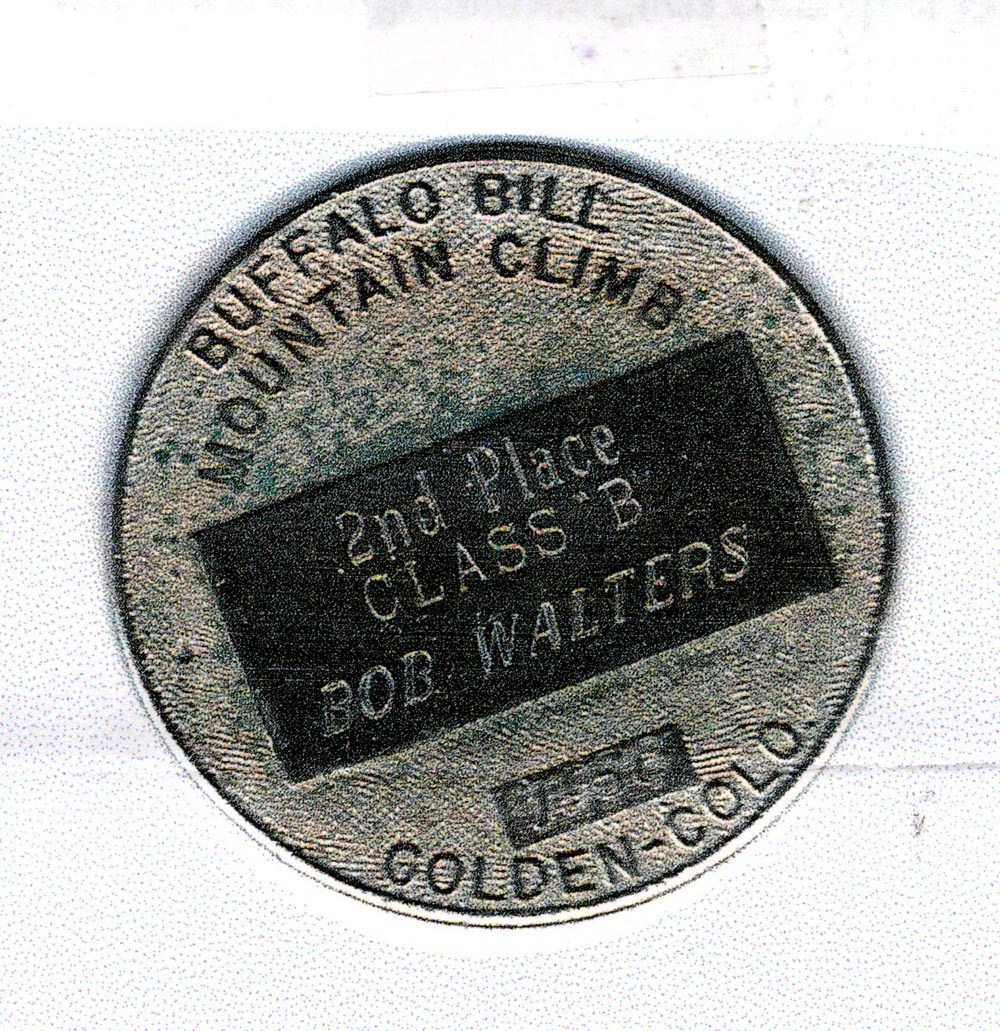 BUFFALO BILL
MOUNTAIN CLIMB
2nd Place
CLASS B
BOB WALTERS
GOLDEN-COLO.